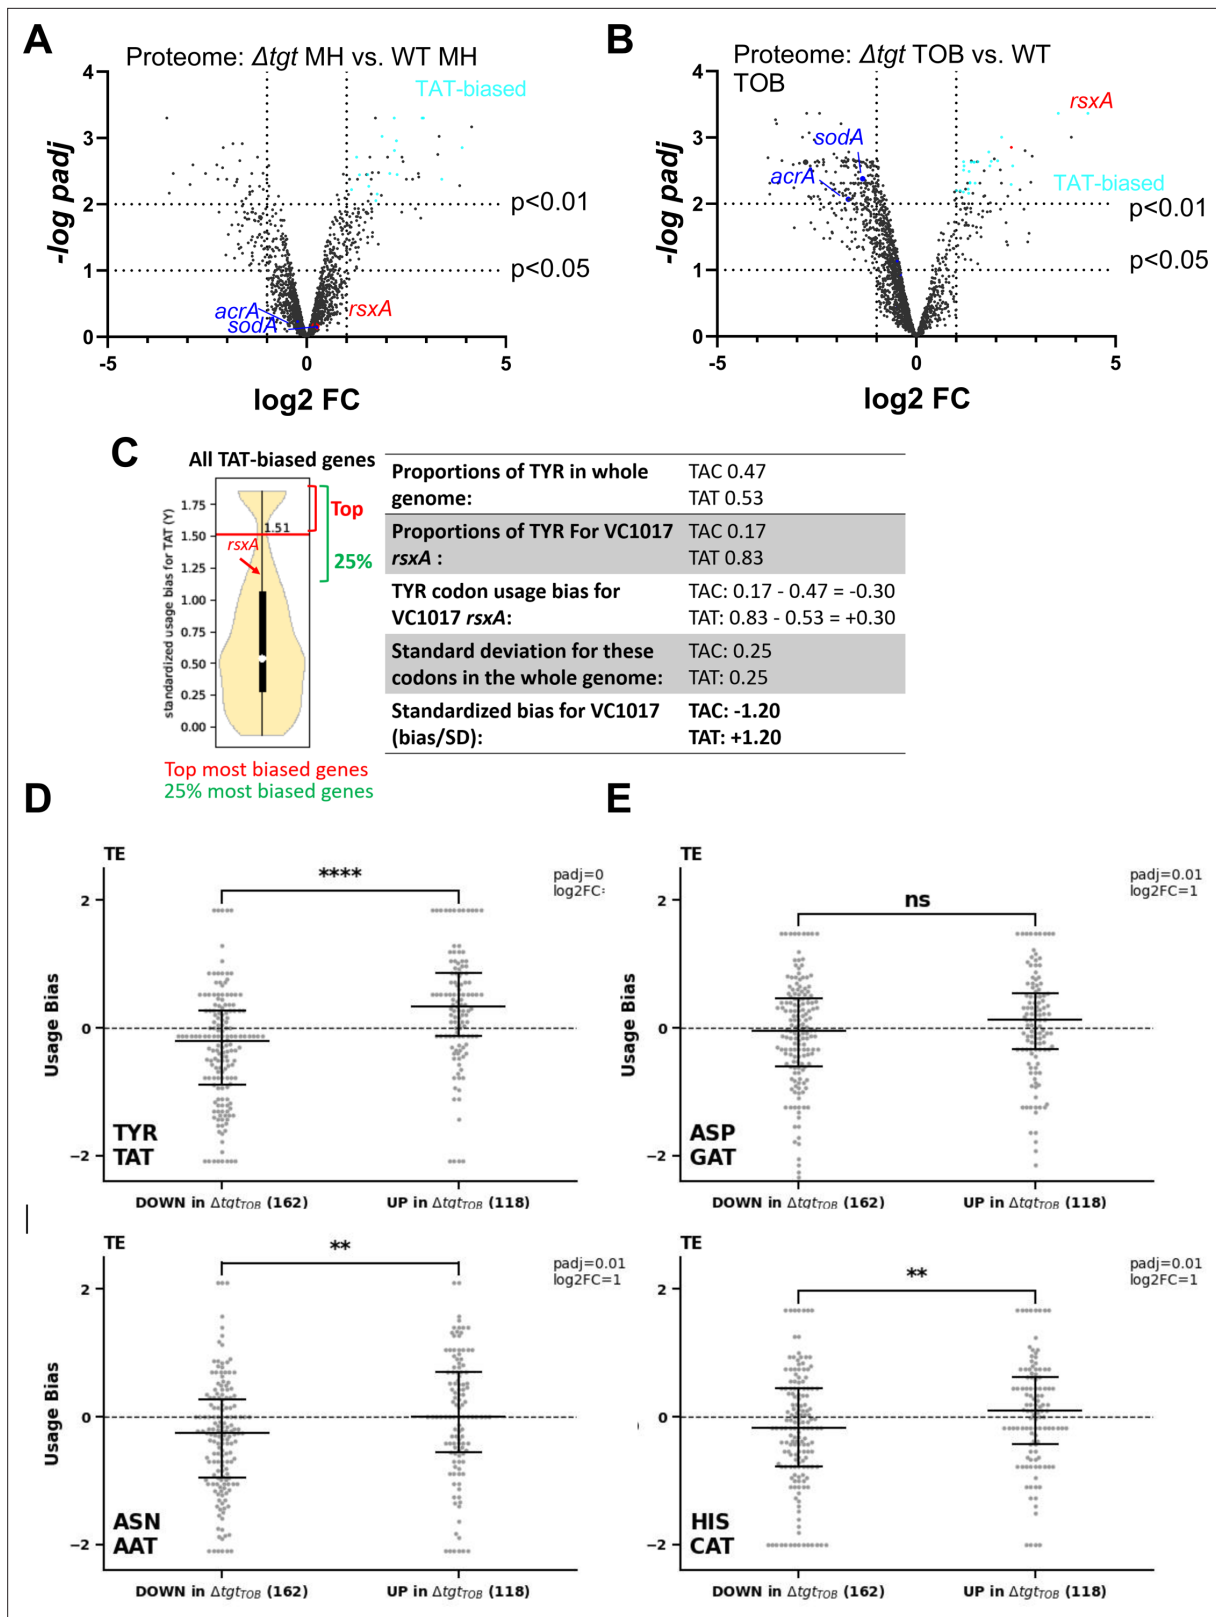 A
Proteome: Δtgt MH vs. WT MH
TAT-biased
4
3
2
1
0
-log padj
p<0.01
p<0.05
acrA
sodA
rsxA
-5
0
5
log2 FC
B
Proteome: Δtgt TOB vs. WT
TOB
rsxA
sodA
acrA
TAT-biased
4
3
2
1
0
-log padj
p<0.01
p<0.05
-5
0
5
log2 FC
C
All TAT-biased genes
standardized usage bias for TAT (Y)
1.75
1.50
1.25
1.00
0.75
0.50
0.25
0.00
1.51
rsxA
Top
25%
Top most biased genes
25% most biased genes
Proportions of TYR in whole
genome:
TAC 0.47
TAT 0.53
Proportions of TYR For VC1017
rsxA :
TAC 0.17
TAT 0.83
TYR codon usage bias for
VC1017 rsxA:
TAC: 0.17 - 0.47 = -0.30
TAT: 0.83 - 0.53 = +0.30
Standard deviation for these
codons in the whole genome:
TAC: 0.25
TAT: 0.25
Standardized bias for VC1017
(bias/SD):
TAC: -1.20
TAT: +1.20
D
TE
****
padj=0
log2FC=
2
0
−2
Usage Bias
TYR
TAT
DOWN in ΔtgtTOB (162)
UP in ΔtgtTOB (118)
E
TE
ns
padj=0.01
log2FC=1
2
0
−2
Usage Bias
ASP
GAT
DOWN in ΔtgtTOB (162)
UP in ΔtgtTOB (118)
TE
**
padj=0.01
log2FC=1
2
0
−2
Usage Bias
ASN
AAT
DOWN in ΔtgtTOB (162)
UP in ΔtgtTOB (118)
TE
**
padj=0.01
log2FC=1
2
0
−2
HIS
CAT
DOWN in ΔtgtTOB (162)
UP in ΔtgtTOB (118)